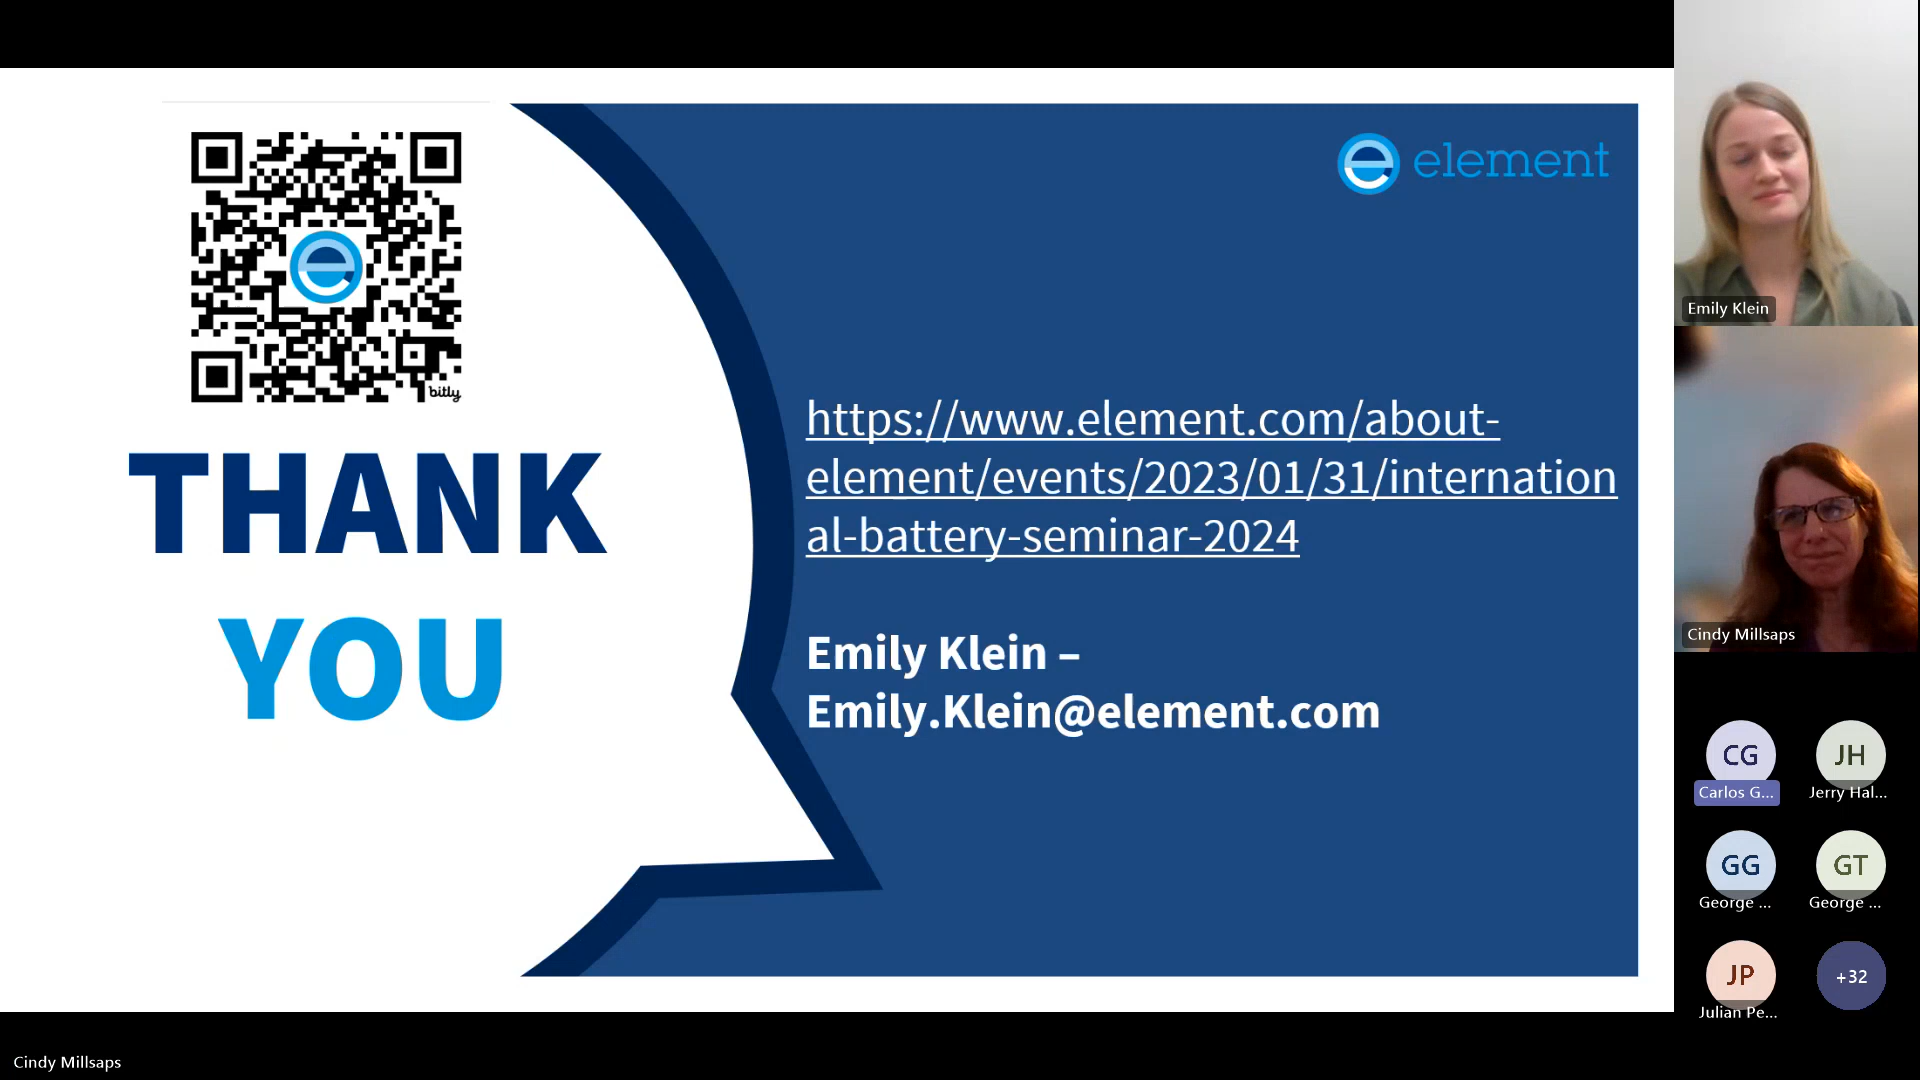 bitly
THANK
YOU
element
https://www.element.com/about-
element/events/2023/01/31/internation
al-battery-seminar-2024
Emily Klein –
Emily.Klein@element.com
Emily Klein
Cindy Millsaps
CG
Carlos G...
JH
Jerry Hal...
GG
George ...
GT
George ...
JP
Julian Pe...
+32
Cindy Millsaps